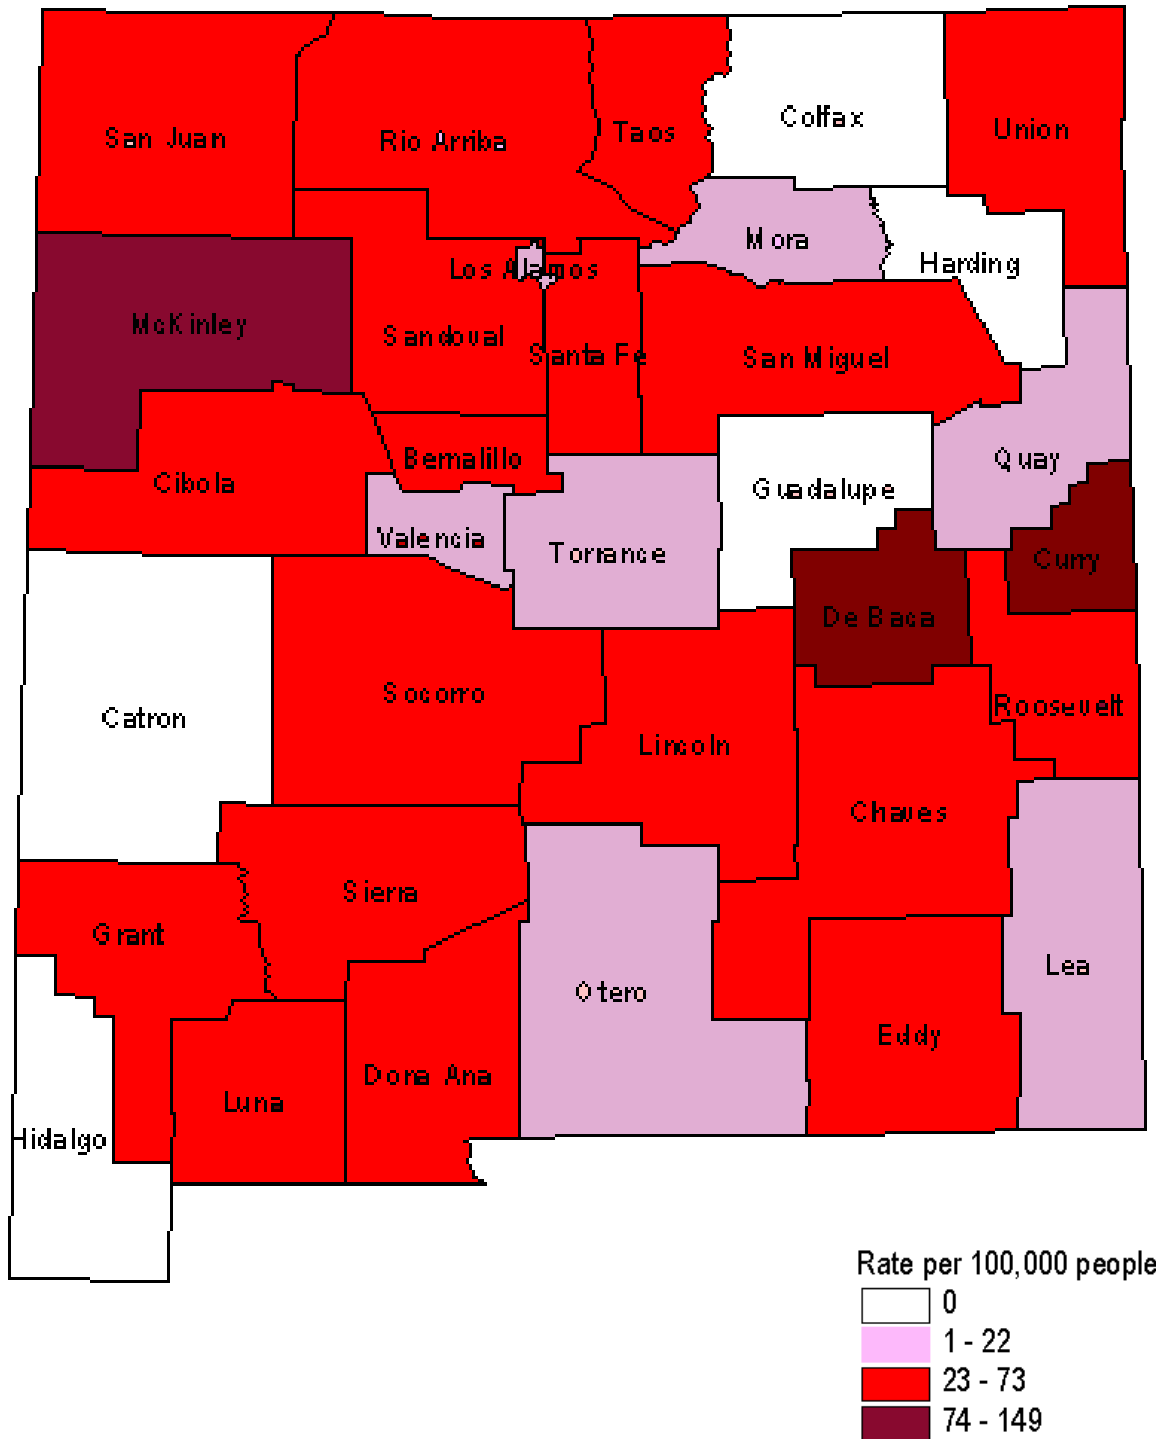 Colfax
Union
San Juan
Rio Arriba
Taos
Mora
Harding
Los Alamos
McKinley
Sandoval
Santa Fe
San Miguel
Bernalillo
Quay
Cibola
Guadalupe
Valencia
Torrance
Curry
De Baca
Socorro
Roosevelt
Catron
Lincoln
Chaves
Sierra
Grant
Lea
Otero
Eddy
Dona Ana
Luna
Hidalgo
Rate per 100,000 people
0
1 - 22
23 - 73
74 - 149